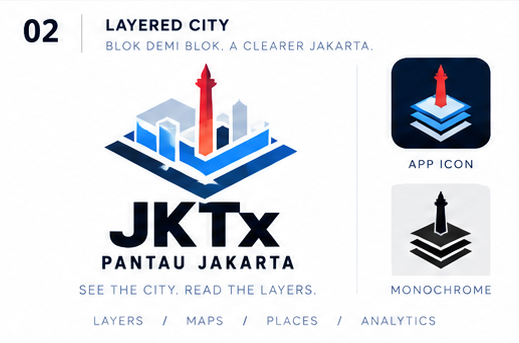 02
LAYERED CITY
BLOK DEMI BLOK. A CLEARER JAKARTA.
JKTx
PANTAU JAKARTA
SEE THE CITY. READ THE LAYERS.
APP ICON
MONOCHROME
LAYERS / MAPS / PLACES / ANALYTICS